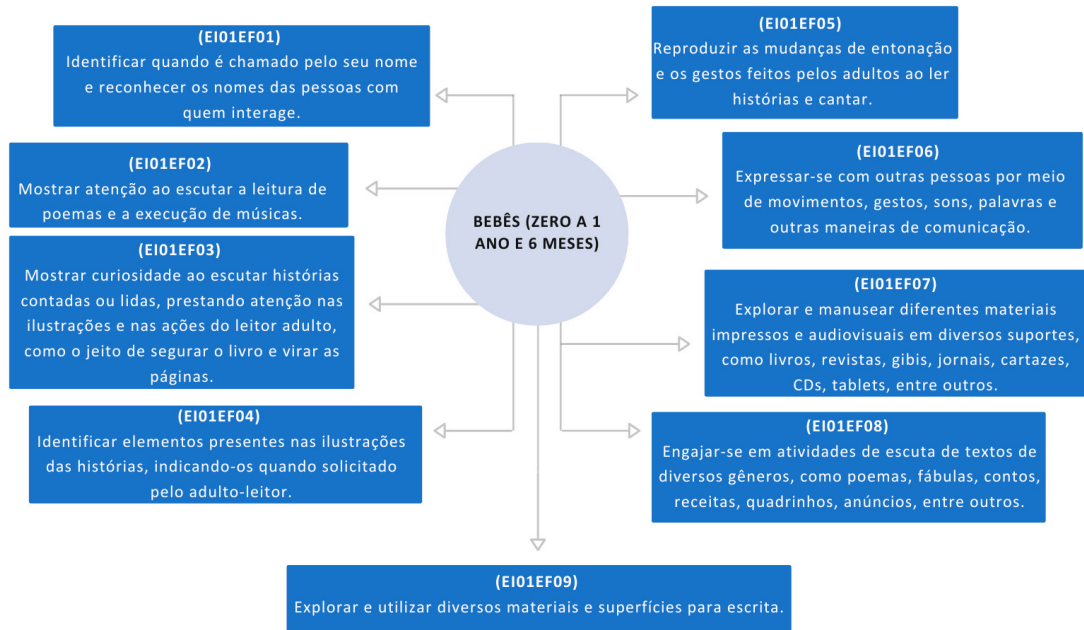 (EI01EF01)
Identificar quando é chamado pelo seu nome
e reconhecer os nomes das pessoas com
quem interage.
(EI01EF02)
Mostrar atenção ao escutar a leitura de
poemas e a execução de músicas.
(EI01EF03)
Mostrar curiosidade ao escutar histórias
contadas ou lidas, prestando atenção nas
ilustrações e nas ações do leitor adulto,
como o jeito de segurar o livro e virar as
páginas.
(EI01EF04)
Identificar elementos presentes nas ilustrações
das histórias, indicando-os quando solicitado
pelo adulto-leitor.
BEBÊS (ZERO A 1
ANO E 6 MESES)
(EI01EF05)
Reproduzir as mudanças de entonação
e os gestos feitos pelos adultos ao ler
histórias e cantar.
(EI01EF06)
Expressar-se com outras pessoas por meio
de movimentos, gestos, sons, palavras e
outras maneiras de comunicação.
(EI01EF07)
Explorar e manusear diferentes materiais
impressos e audiovisuais em diversos suportes,
como livros, revistas, gibis, jornais, cartazes,
CDs, tablets, entre outros.
(EI01EF08)
Engajar-se em atividades de escuta de textos de
diversos gêneros, como poemas, fábulas, contos,
receitas, quadrinhos, anúncios, entre outros.
(EI01EF09)
Explorar e utilizar diversos materiais e superfícies para escrita.